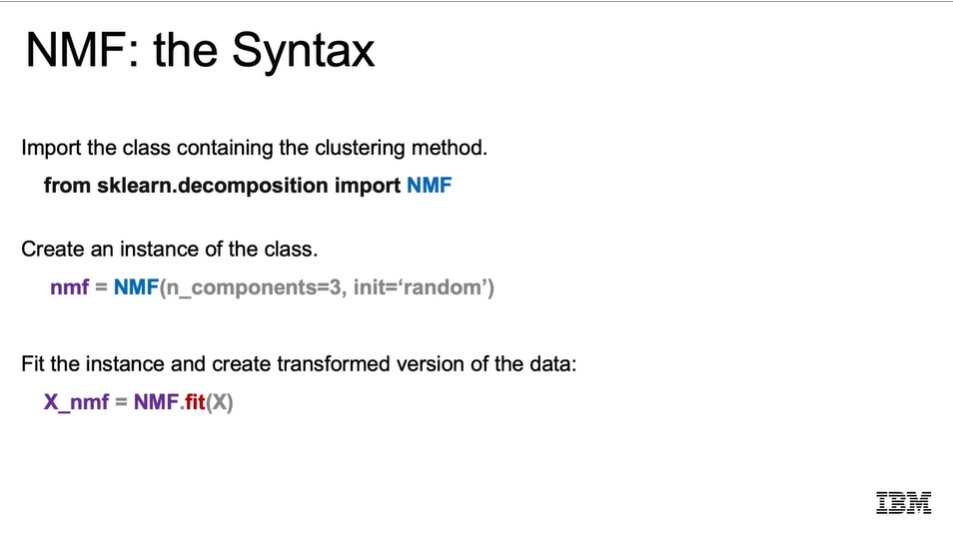 NMF: the Syntax
Import the class containing the clustering method.
from sklearn.decomposition import NMF
Create an instance of the class.
nmf = NMF(n_components=3, init=‘random’)
Fit the instance and create transformed version of the data:
X_nmf = NMF.fit(X)
IBM